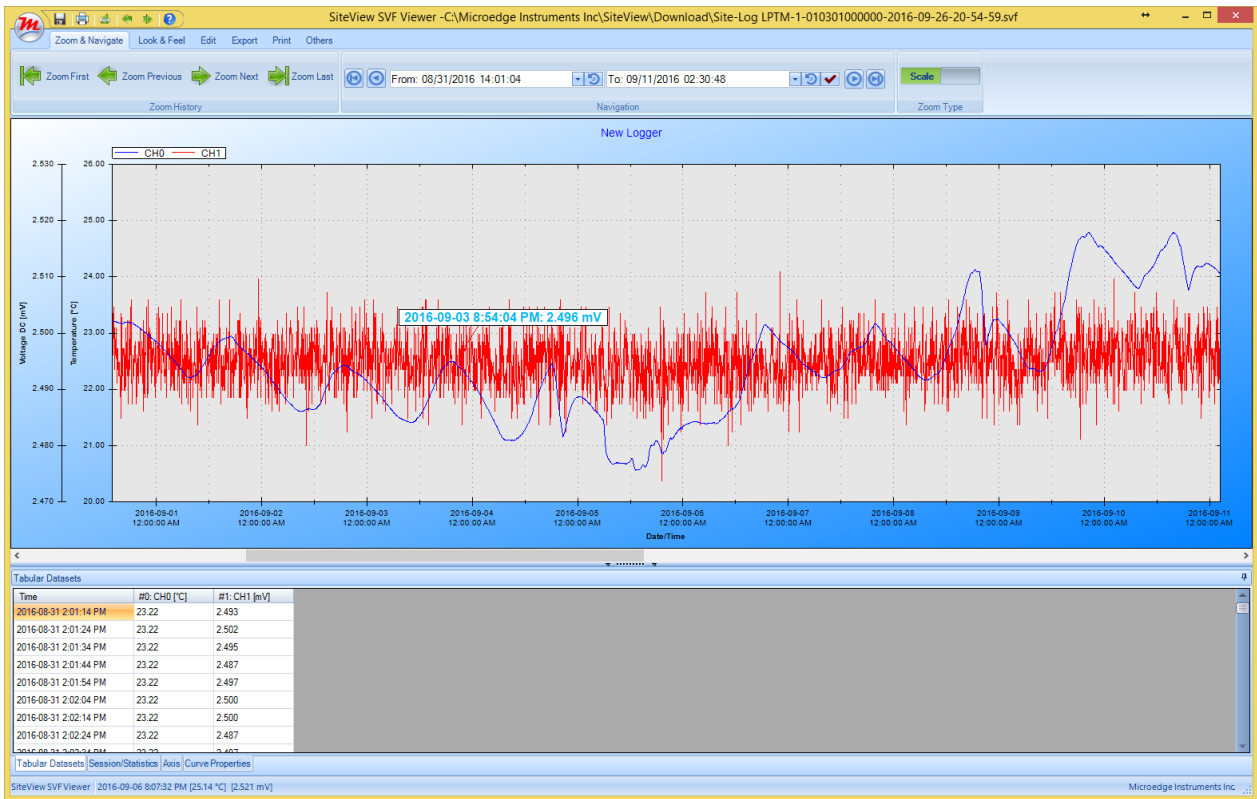 SiteView SVF Viewer -C:\Microedge Instruments Inc\SiteView\Download\Site-Log LPTM-1-010301000000-2016-09-26-20-54-59.svf
Zoom & Navigate Look & Feel Edit Export Print Others
Zoom First Zoom Previous Zoom Next Zoom Last From: 08/31/2016 14:01:04 To: 09/11/2016 02:30:48 Scale
Zoom History Navigation Zoom Type
New Logger
CH0 CH1
2.530 26.00
2.520 25.00
2.510 24.00
2.500 23.00
2.490 22.00
2.480 21.00
2.470 20.00
Voltage DC [mV]
Temperature [°C]
2016-09-03 8:54:04 PM: 2.496 mV
2016-09-01 2016-09-02 2016-09-03 2016-09-04 2016-09-05 2016-09-06 2016-09-07 2016-09-08 2016-09-09 2016-09-10 2016-09-11
12:00:00 AM 12:00:00 AM 12:00:00 AM 12:00:00 AM 12:00:00 AM 12:00:00 AM 12:00:00 AM 12:00:00 AM 12:00:00 AM 12:00:00 AM 12:00:00 AM
Date/Time
Tabular Datasets
Time #0: CH0 [°C] #1: CH1 [mV]
2016-08-31 2:01:14 PM 23.22 2.493
2016-08-31 2:01:24 PM 23.22 2.502
2016-08-31 2:01:34 PM 23.22 2.495
2016-08-31 2:01:44 PM 23.22 2.487
2016-08-31 2:01:54 PM 23.22 2.497
2016-08-31 2:02:04 PM 23.22 2.500
2016-08-31 2:02:14 PM 23.22 2.500
2016-08-31 2:02:24 PM 23.22 2.487
Tabular Datasets Session/Statistics Axis Curve Properties
SiteView SVF Viewer 2016-09-06 8:07:32 PM [25.14 °C] [2.521 mV] Microedge Instruments Inc.